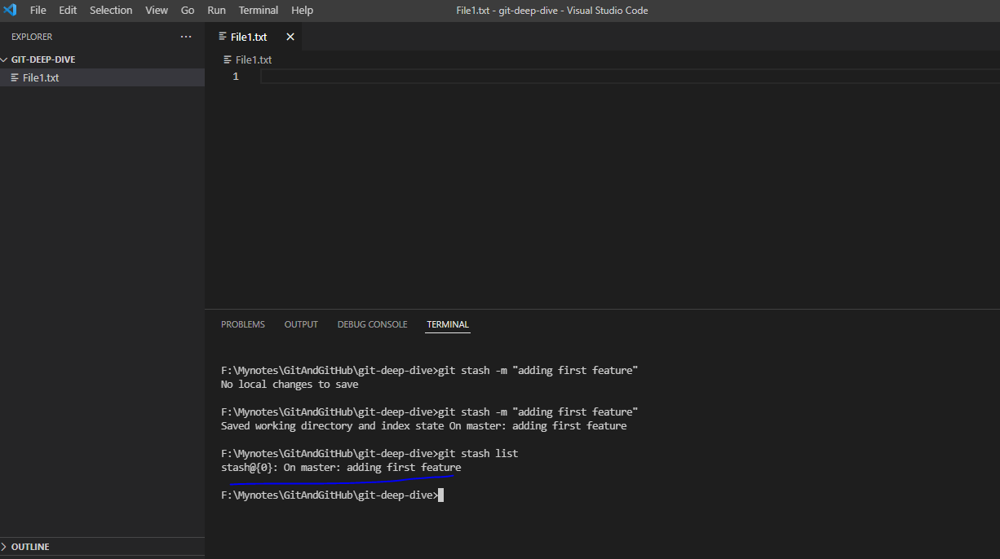 File Edit Selection View Go Run Terminal Help File1.txt - git-deep-dive - Visual Studio Code
EXPLORER
GIT-DEEP-DIVE
File1.txt
File1.txt
File1.txt
1
PROBLEMS OUTPUT DEBUG CONSOLE TERMINAL
F:\Mynotes\GitAndGitHub\git-deep-dive>git stash -m "adding first feature"
No local changes to save
F:\Mynotes\GitAndGitHub\git-deep-dive>git stash -m "adding first feature"
Saved working directory and index state On master: adding first feature
F:\Mynotes\GitAndGitHub\git-deep-dive>git stash list
stash@{0}: On master: adding first feature
F:\Mynotes\GitAndGitHub\git-deep-dive>
OUTLINE